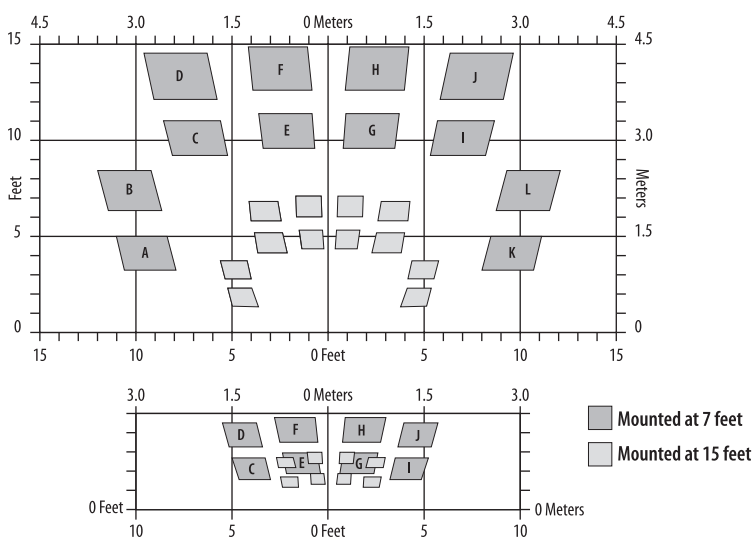 4.5 3.0 1.5 0 Meters 1.5 3.0 4.5
15
D F H J
10 3.0
C E G I
B L
Feet Meters
5 1.5
A K
0 0
15 10 5 0 Feet 5 10 15
3.0 1.5 0 Meters 1.5 3.0
D F H J
C E G I
0 Feet 0 Meters
10 5 0 Feet 5 10
Mounted at 7 feet
Mounted at 15 feet